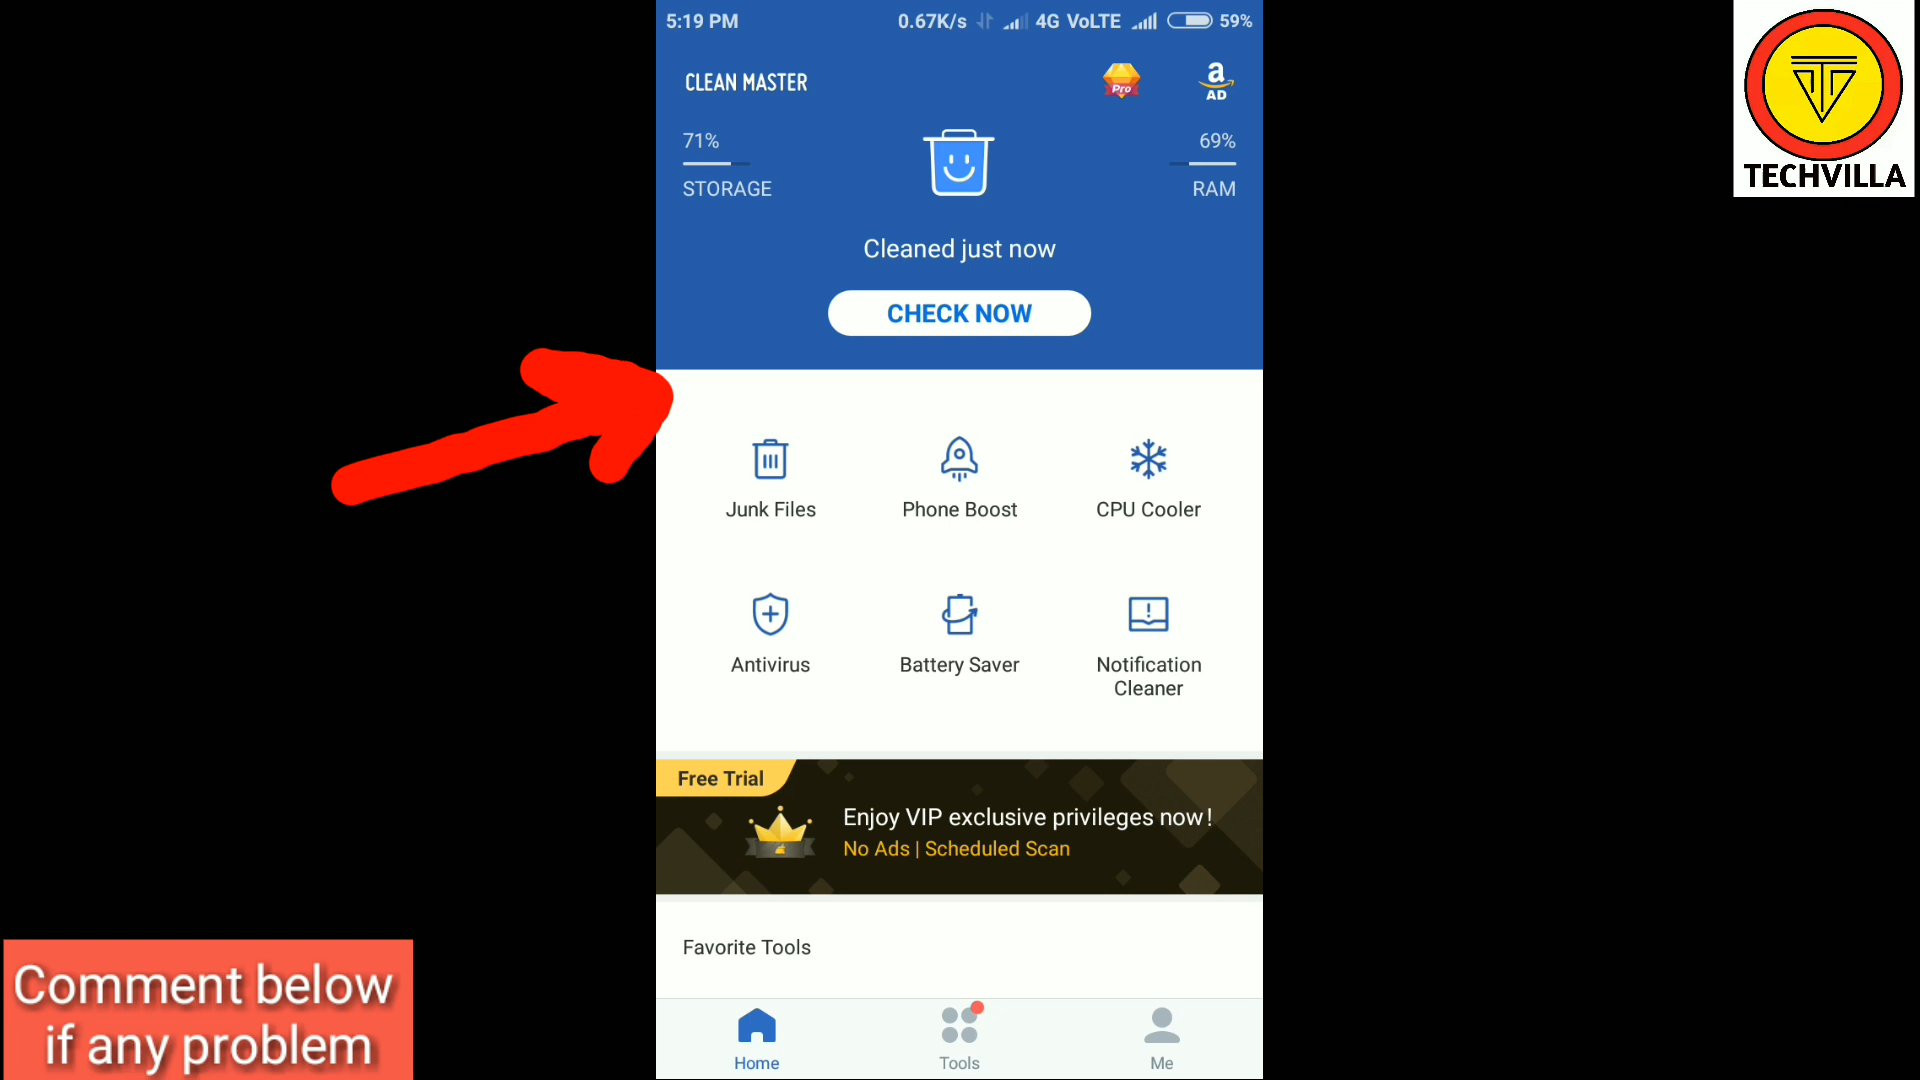 5:19 PM 0.67K/s 4G VoLTE 59%
CLEAN MASTER
Pro
a
AD
TECHVILLA
71%
STORAGE
69%
RAM
Cleaned just now
CHECK NOW
Junk Files
Phone Boost
CPU Cooler
Antivirus
Battery Saver
Notification
Cleaner
Free Trial
Enjoy VIP exclusive privileges now!
No Ads | Scheduled Scan
Favorite Tools
Home
Tools
Me
Comment below
if any problem